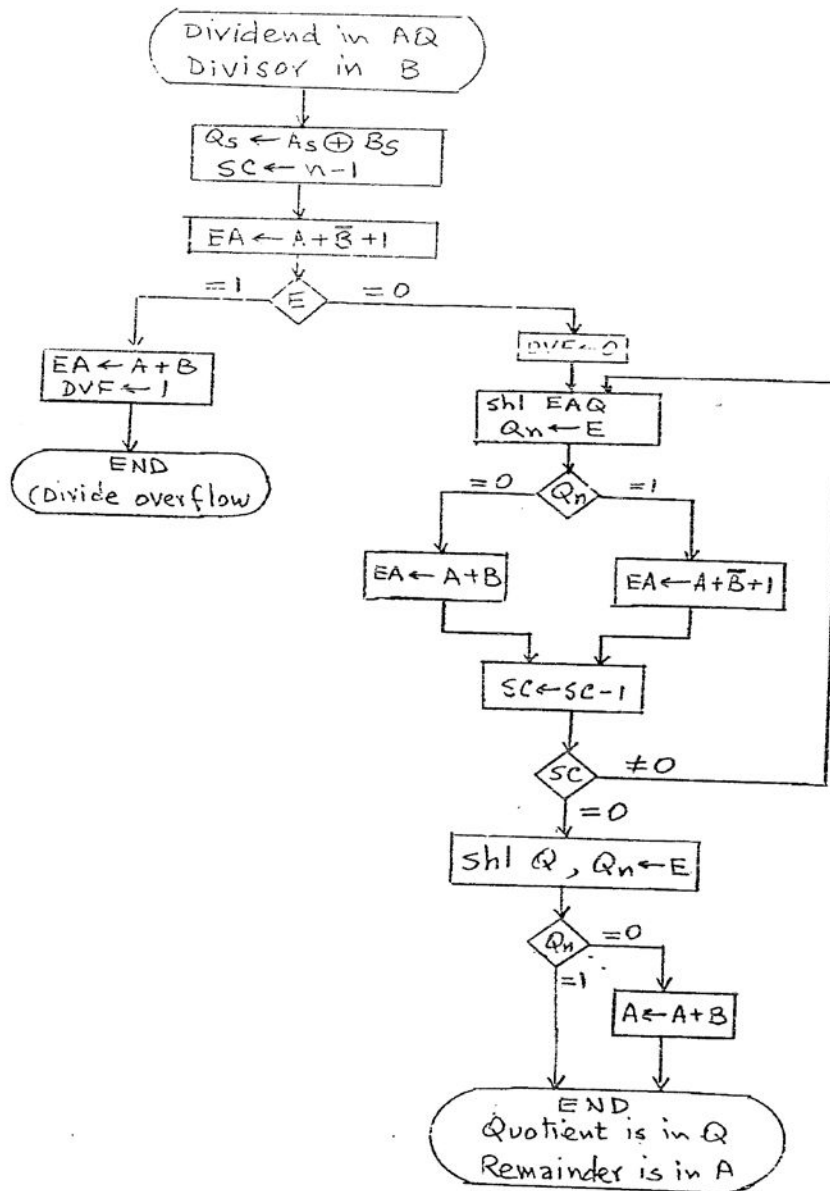 Dividend in AQ
Divisor in B
Qs ← As ⊕ Bs
SC ← n-1
EA ← A + B̅ + 1
E
=1
=0
EA ← A + B
DVF ← 1
END
(Divide overflow
DVF ← 0
shl EAQ
Qn ← E
Qn
=0
=1
EA ← A + B
EA ← A + B̅ + 1
SC ← SC - 1
SC
≠0
=0
shl Q, Qn ← E
Qn
=0
=1
A ← A + B
END
Quotient is in Q
Remainder is in A